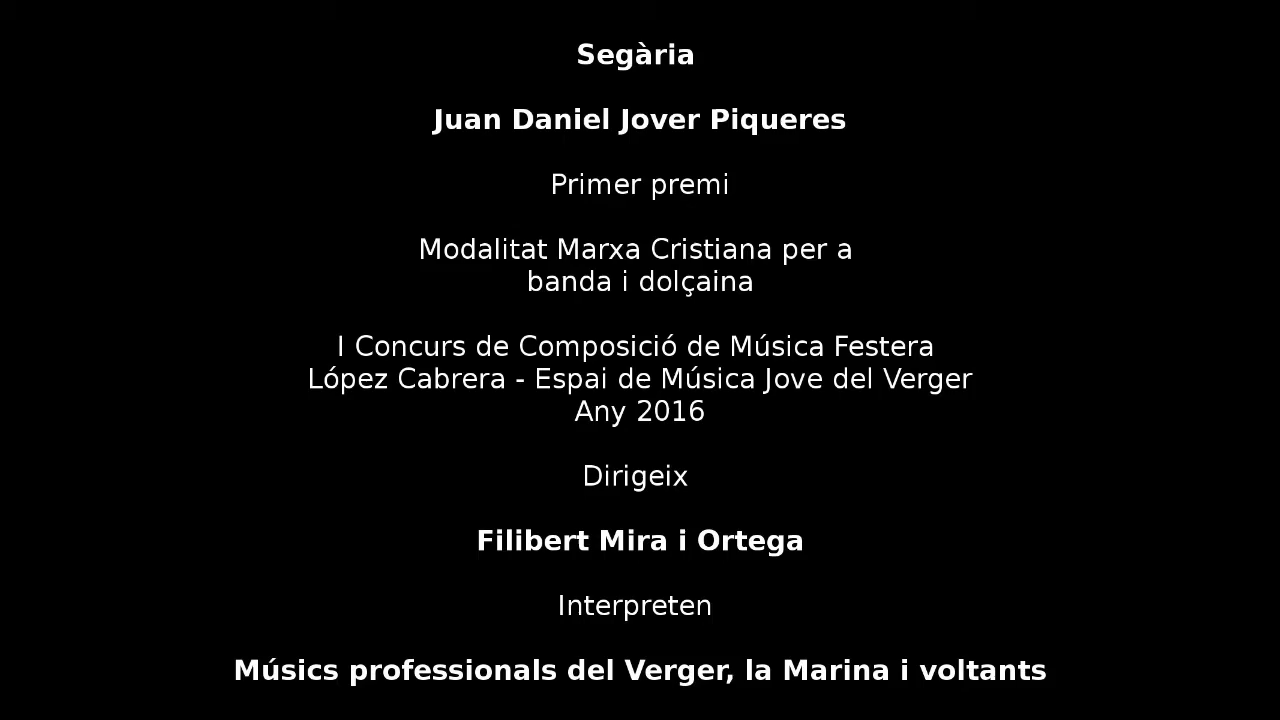 Segària
Juan Daniel Jover Piqueres
Primer premi
Modalitat Marxa Cristiana per a
banda i dolçaina
I Concurs de Composició de Música Festera
López Cabrera - Espai de Música Jove del Verger
Any 2016
Dirigeix
Filibert Mira i Ortega
Interpreten
Músics professionals del Verger, la Marina i voltants